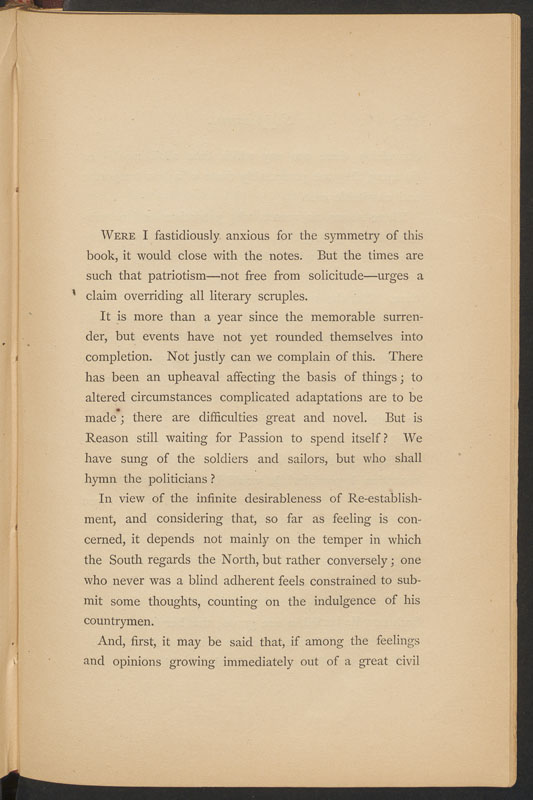 WERE I fastidiously anxious for the symmetry of this
book, it would close with the notes. But the times are
such that patriotism—not free from solicitude—urges a
claim overriding all literary scruples.
It is more than a year since the memorable surren-
der, but events have not yet rounded themselves into
completion. Not justly can we complain of this. There
has been an upheaval affecting the basis of things; to
altered circumstances complicated adaptations are to be
made; there are difficulties great and novel. But is
Reason still waiting for Passion to spend itself? We
have sung of the soldiers and sailors, but who shall
hymn the politicians?
In view of the infinite desirableness of Re-establish-
ment, and considering that, so far as feeling is con-
cerned, it depends not mainly on the temper in which
the South regards the North, but rather conversely; one
who never was a blind adherent feels constrained to sub-
mit some thoughts, counting on the indulgence of his
countrymen.
And, first, it may be said that, if among the feelings
and opinions growing immediately out of a great civil